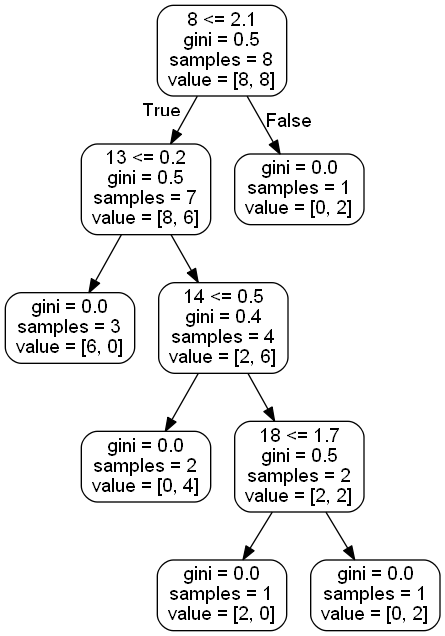 8 <= 2.1
gini = 0.5
samples = 8
value = [8, 8]
True
False
13 <= 0.2
gini = 0.5
samples = 7
value = [8, 6]
gini = 0.0
samples = 1
value = [0, 2]
gini = 0.0
samples = 3
value = [6, 0]
14 <= 0.5
gini = 0.4
samples = 4
value = [2, 6]
gini = 0.0
samples = 2
value = [0, 4]
18 <= 1.7
gini = 0.5
samples = 2
value = [2, 2]
gini = 0.0
samples = 1
value = [2, 0]
gini = 0.0
samples = 1
value = [0, 2]